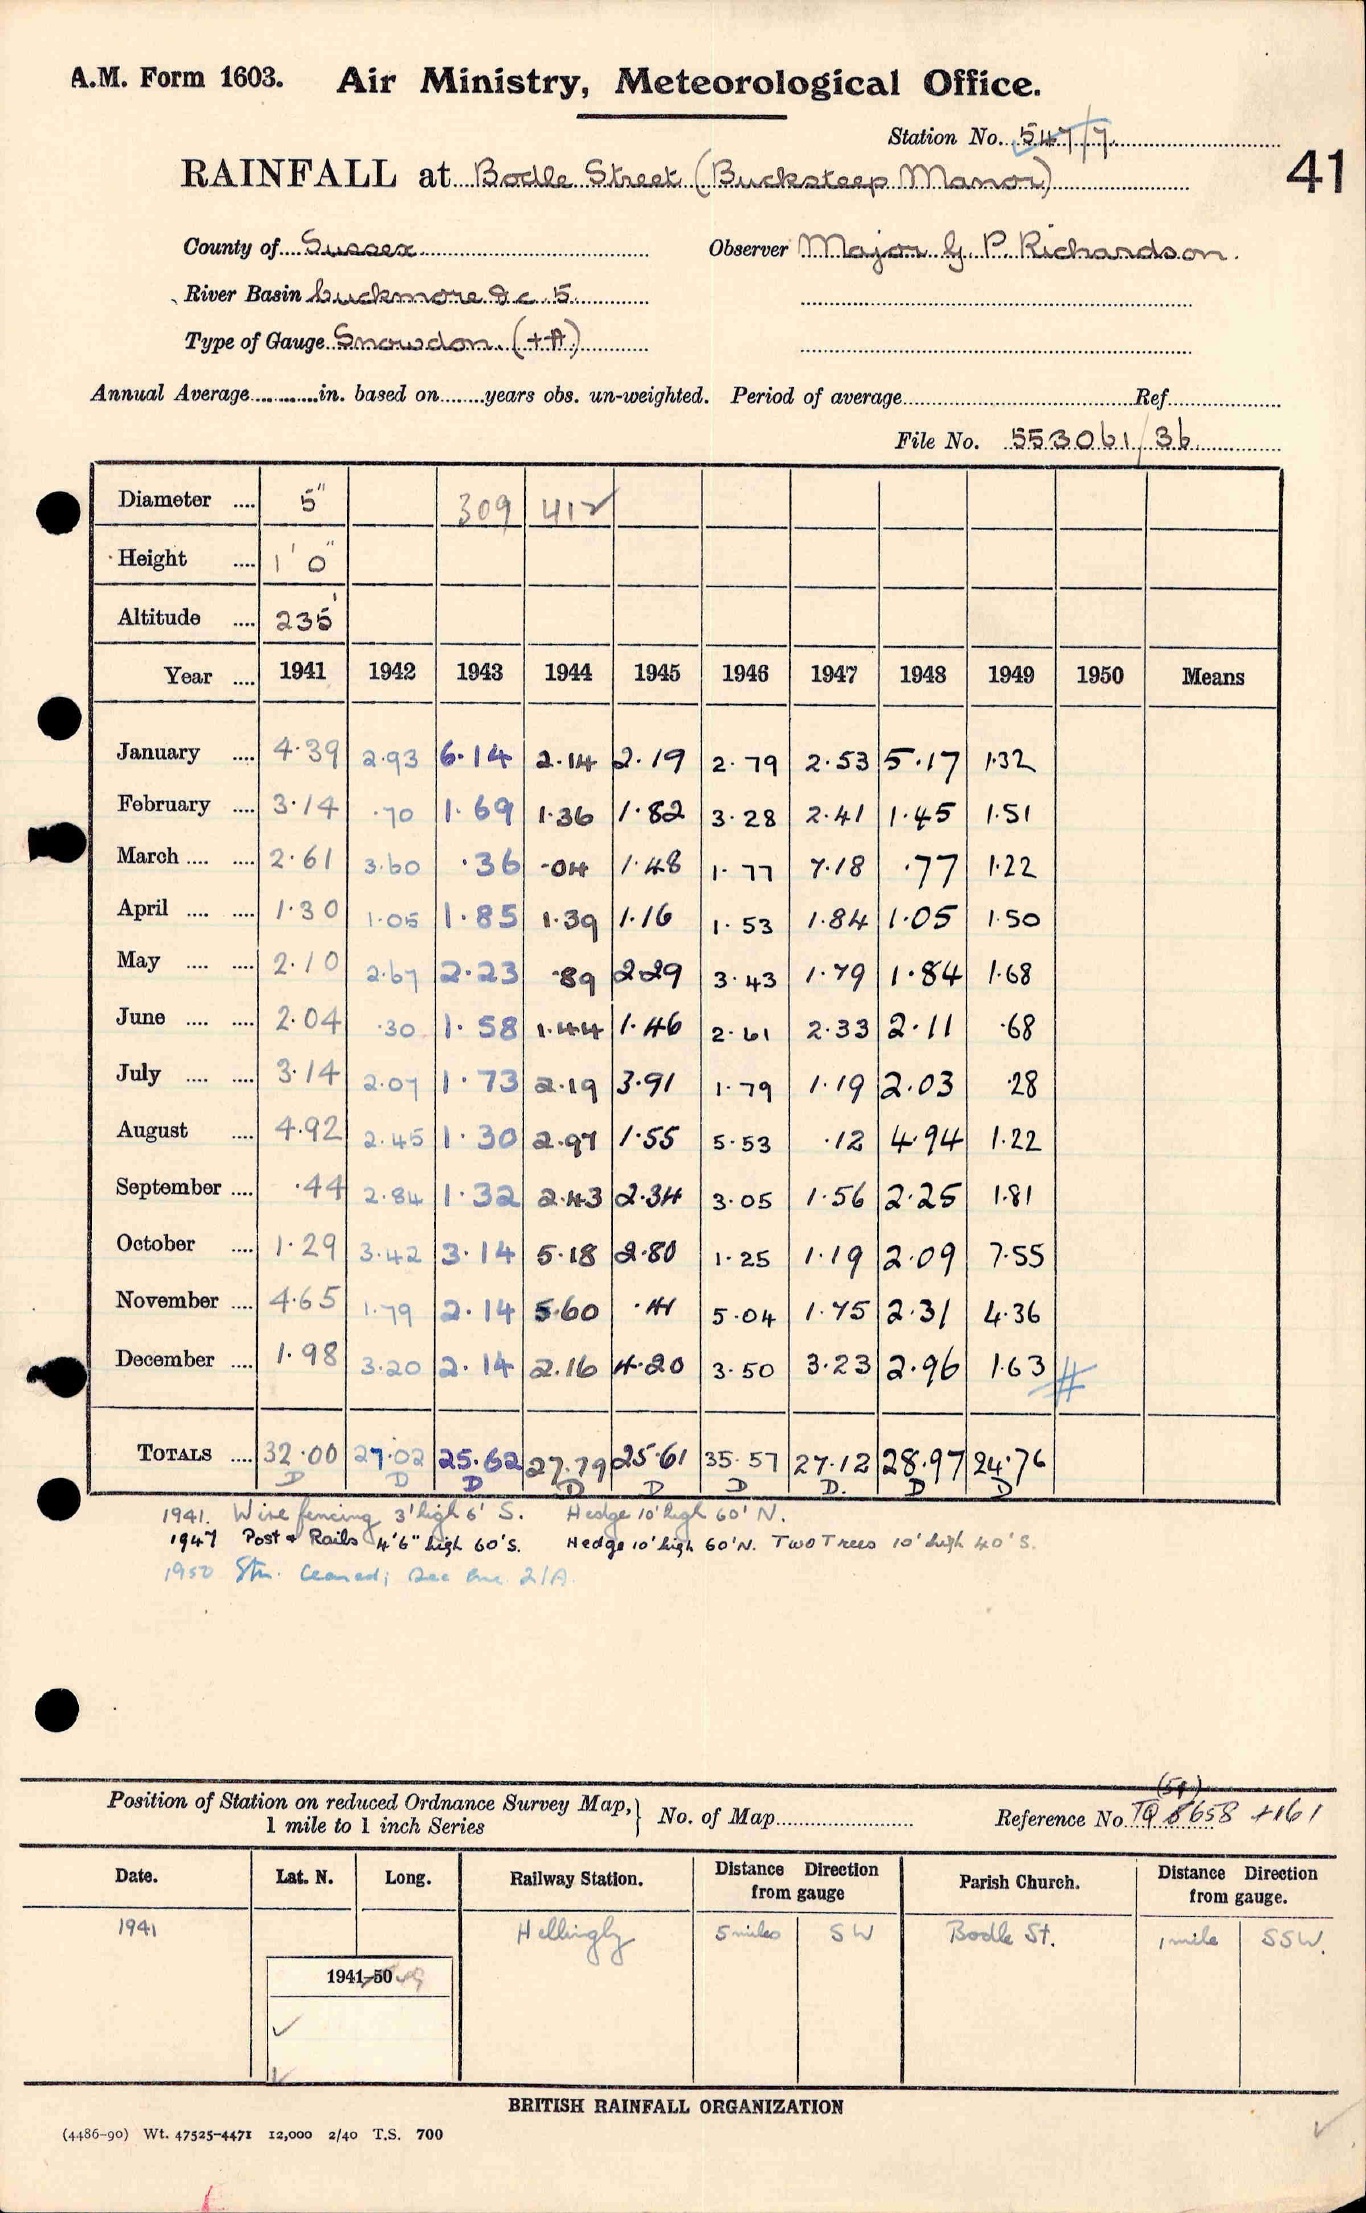 A.M. Form 1603. Air Ministry, Meteorological Office.
Station No. 547/7
41
RAINFALL at Bodle Street (Bucksteep Manor)
County of Sussex Observer Major G. P. Richardson.
River Basin Cuckmere &c. 5
Type of Gauge Snowdon. (+A)
Annual Average in. based on years obs. un-weighted. Period of average Ref
File No. 553061/36
Diameter .... 5" 309 412
Height .... 1' 0"
Altitude .... 235'
Year .... 1941 1942 1943 1944 1945 1946 1947 1948 1949 1950 Means
January .... 4.39 2.93 6.14 2.14 2.19 2.79 2.53 5.17 1.32
February .... 3.14 .70 1.69 1.36 1.82 3.28 2.41 1.45 1.51
March .... .... 2.61 3.60 .36 .04 1.48 1.77 7.18 .77 1.22
April .... .... 1.30 1.05 1.85 1.39 1.16 1.53 1.84 1.05 1.50
May .... .... 2.10 2.67 2.23 .89 2.29 3.43 1.79 1.84 1.68
June .... .... 2.04 .30 1.58 1.44 1.46 2.61 2.33 2.11 .68
July .... .... 3.14 2.07 1.73 2.19 3.91 1.79 1.19 2.03 .28
August .... 4.92 2.45 1.30 2.97 1.55 5.53 .12 4.94 1.22
September .... .44 2.84 1.32 2.43 2.34 3.05 1.56 2.25 1.81
October .... 1.29 3.42 3.14 5.18 2.80 1.25 1.19 2.09 7.55
November .... 4.65 1.79 2.14 5.60 .41 5.04 1.75 2.31 4.36
December .... 1.98 3.20 2.14 2.16 4.20 3.50 3.23 2.96 1.63 #
TOTALS .... 32.00 27.02 25.62 27.79 25.61 35.57 27.12 28.97 24.76
D D D D D D D. D D
1941. Wire fencing 3' high 6' S. Hedge 10' high 60' N.
1947 Post & Rails 4'6" high 60'S. Hedge 10' high 60'N. Two Trees 10' high 40'S.
1950 Stn. Ceased; See 21A.
(51)
Position of Station on reduced Ordnance Survey Map, 1 mile to 1 inch Series } No. of Map Reference No. TQ 8658 +161
Date. Lat. N. Long. Railway Station. Distance Direction from gauge Parish Church. Distance Direction from gauge.
1941 Hellingly 5 miles SW Bodle St. 1 mile SSW.
1941-50 49
BRITISH RAINFALL ORGANIZATION
(4486-90) Wt. 47525-4471 12,000 2/40 T.S. 700